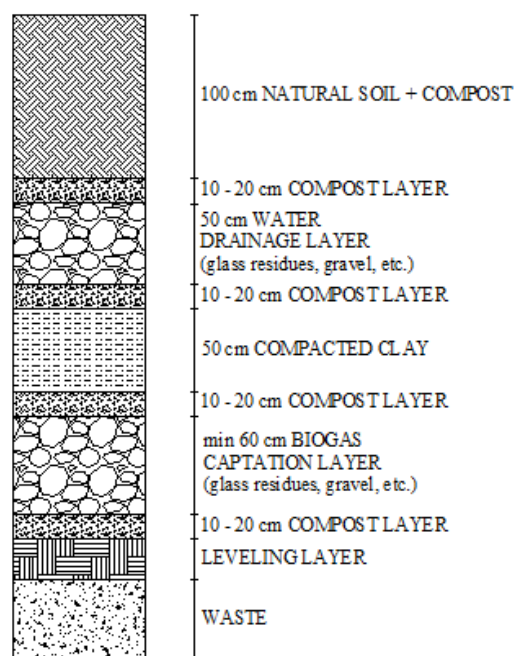 100 cm NATURAL SOIL + COMPOST
10 - 20 cm COMPOST LAYER
50 cm WATER
DRAINAGE LAYER
(glass residues, gravel, etc.)
10 - 20 cm COMPOST LAYER
50 cm COMPACTED CLAY
10 - 20 cm COMPOST LAYER
min 60 cm BIOGAS
CAPTATION LAYER
(glass residues, gravel, etc.)
10 - 20 cm COMPOST LAYER
LEVELING LAYER
WASTE